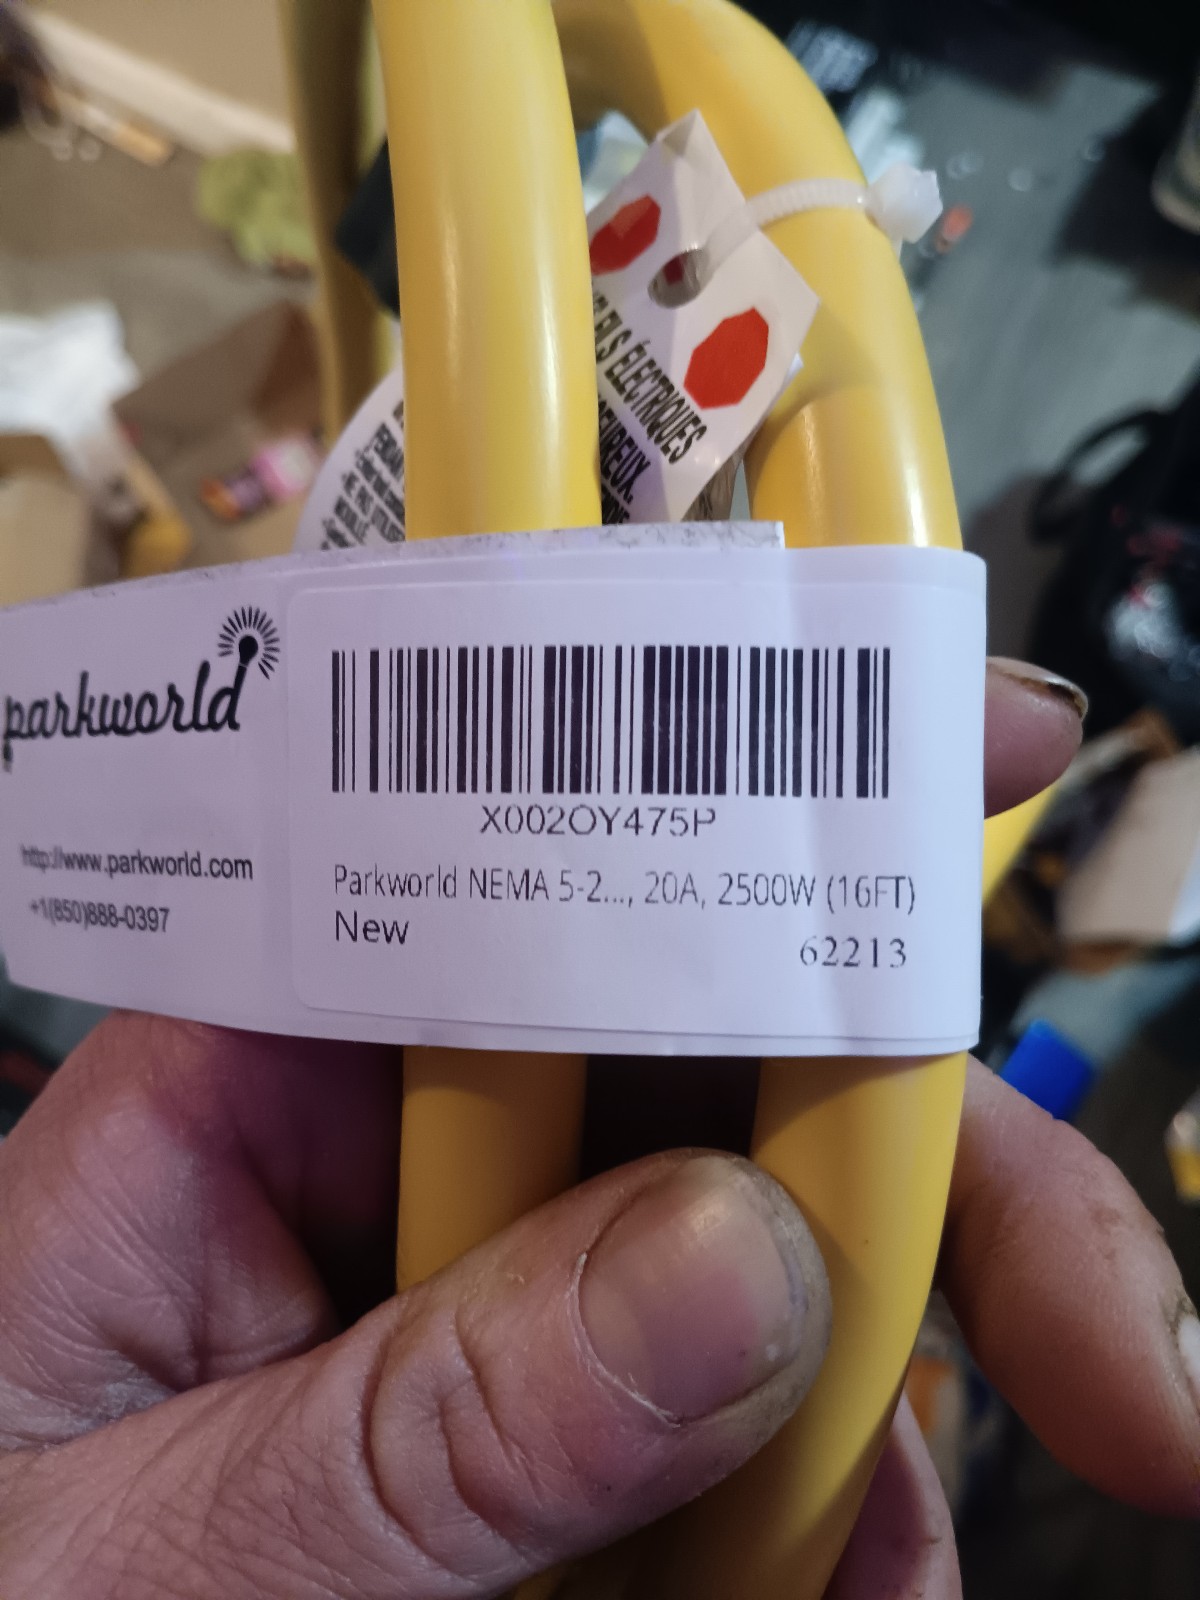 ELS ÉLECTRIQUES
parkworld
http://www.parkworld.com
+1(850)888-0397
X002OY475P
Parkworld NEMA 5-2..., 20A, 2500W (16FT)
New
62213